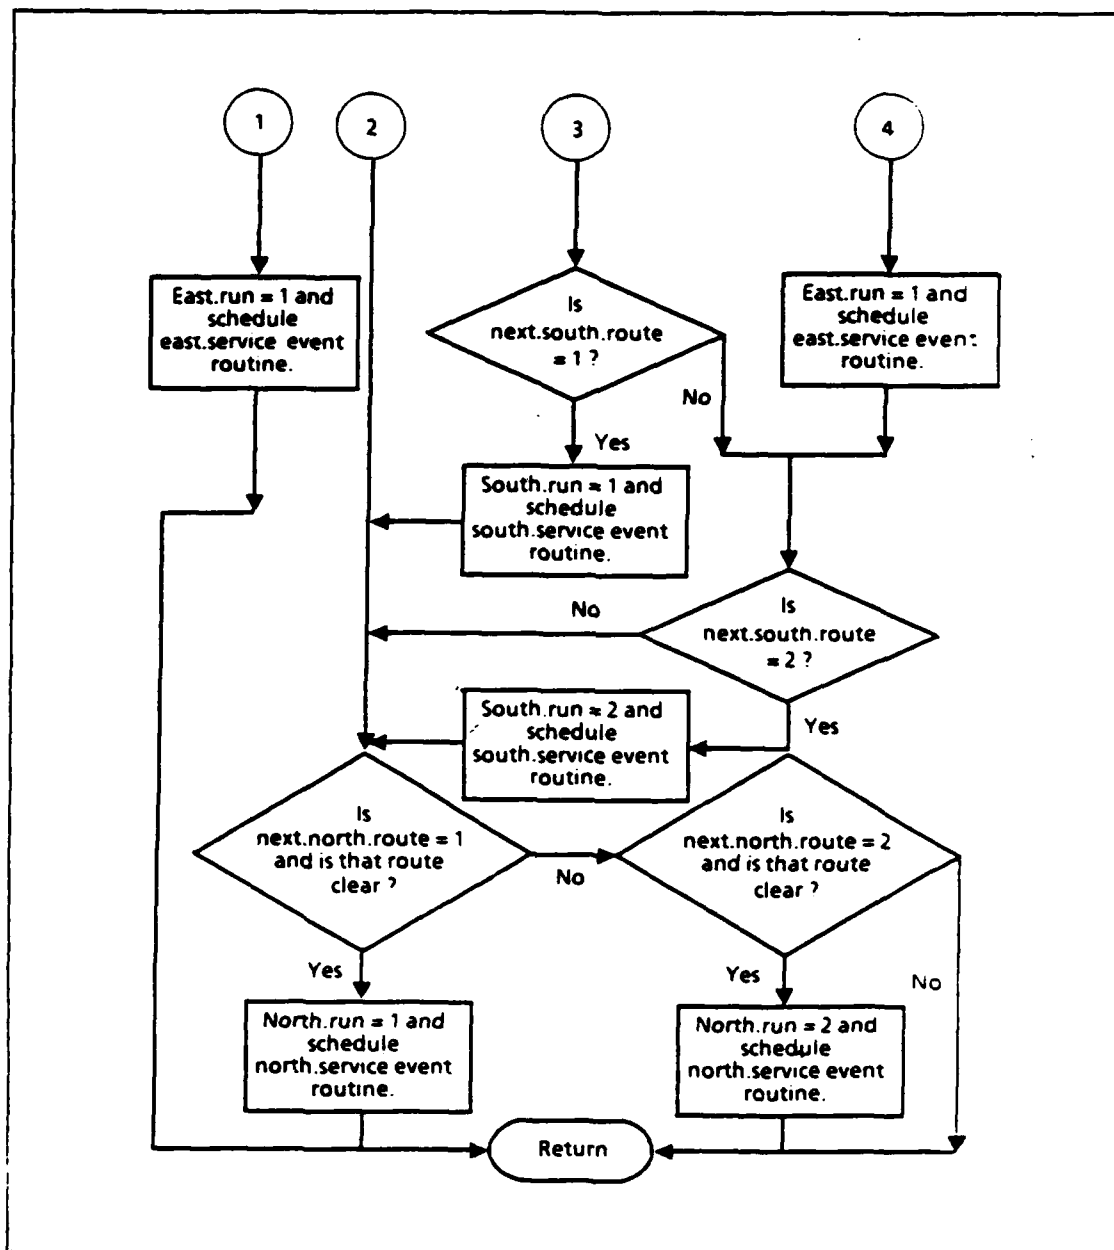 1
2
3
4
East.run = 1 and
schedule
east.service event
routine.
Is
next.south.route
= 1 ?
East.run = 1 and
schedule
east.service event
routine.
No
Yes
South.run = 1 and
schedule
south.service event
routine.
No
Is
next.south.route
= 2 ?
South.run = 2 and
schedule
south.service event
routine.
Yes
Is
next.north.route = 1
and is that route
clear ?
No
Is
next.north.route = 2
and is that route
clear ?
Yes
Yes
No
North.run = 1 and
schedule
north.service event
routine.
North.run = 2 and
schedule
north.service event
routine.
Return